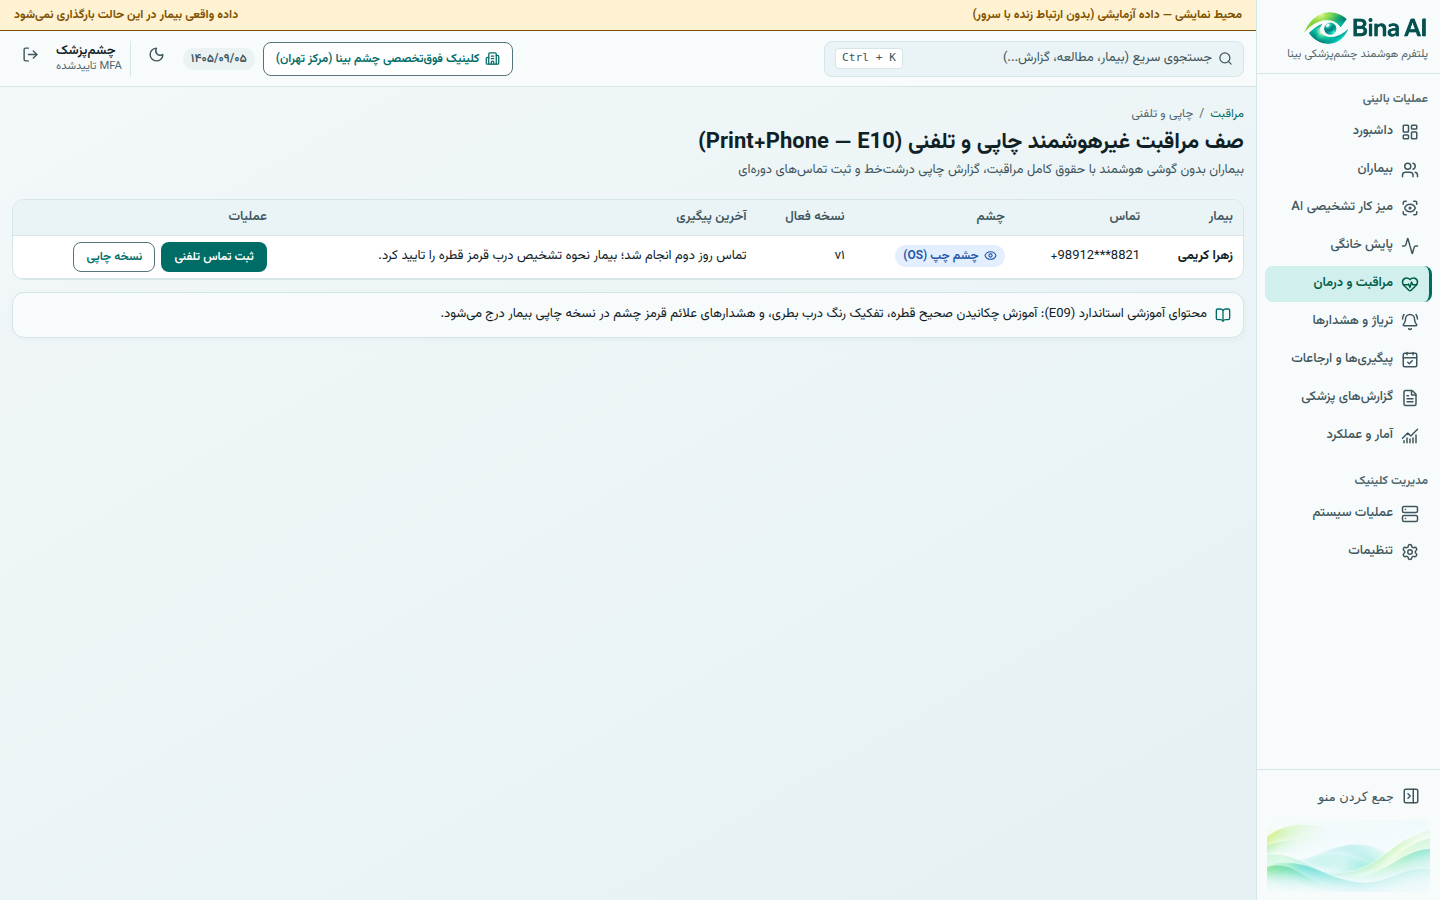 محیط نمایشی — داده آزمایشی (بدون ارتباط زنده با سرور)
داده واقعی بیمار در این حالت بارگذاری نمی‌شود
Bina AI
پلتفرم هوشمند چشم‌پزشکی بینا
جستجوی سریع (بیمار، مطالعه، گزارش...)
Ctrl + K
کلینیک فوق‌تخصصی چشم بینا (مرکز تهران)
۱۴۰۵/۰۹/۰۵
چشم‌پزشک
MFA تاییدشده
عملیات بالینی
داشبورد
بیماران
میز کار تشخیصی AI
پایش خانگی
مراقبت و درمان
تریاژ و هشدارها
پیگیری‌ها و ارجاعات
گزارش‌های پزشکی
آمار و عملکرد
مدیریت کلینیک
عملیات سیستم
تنظیمات
جمع کردن منو
مراقبت / چاپی و تلفنی
صف مراقبت غیرهوشمند چاپی و تلفنی (Print+Phone — E10)
بیماران بدون گوشی هوشمند با حقوق کامل مراقبت، گزارش چاپی درشت‌خط و ثبت تماس‌های دوره‌ای
بیمار تماس چشم نسخه فعال آخرین پیگیری عملیات
زهرا کریمی +98912***8821 چشم چپ (OS) v۱ تماس روز دوم انجام شد؛ بیمار نحوه تشخیص درب قرمز قطره را تایید کرد. ثبت تماس تلفنی نسخه چاپی
محتوای آموزشی استاندارد (E09): آموزش چکانیدن صحیح قطره، تفکیک رنگ درب بطری، و هشدارهای علائم قرمز چشم در نسخه چاپی بیمار درج می‌شود.